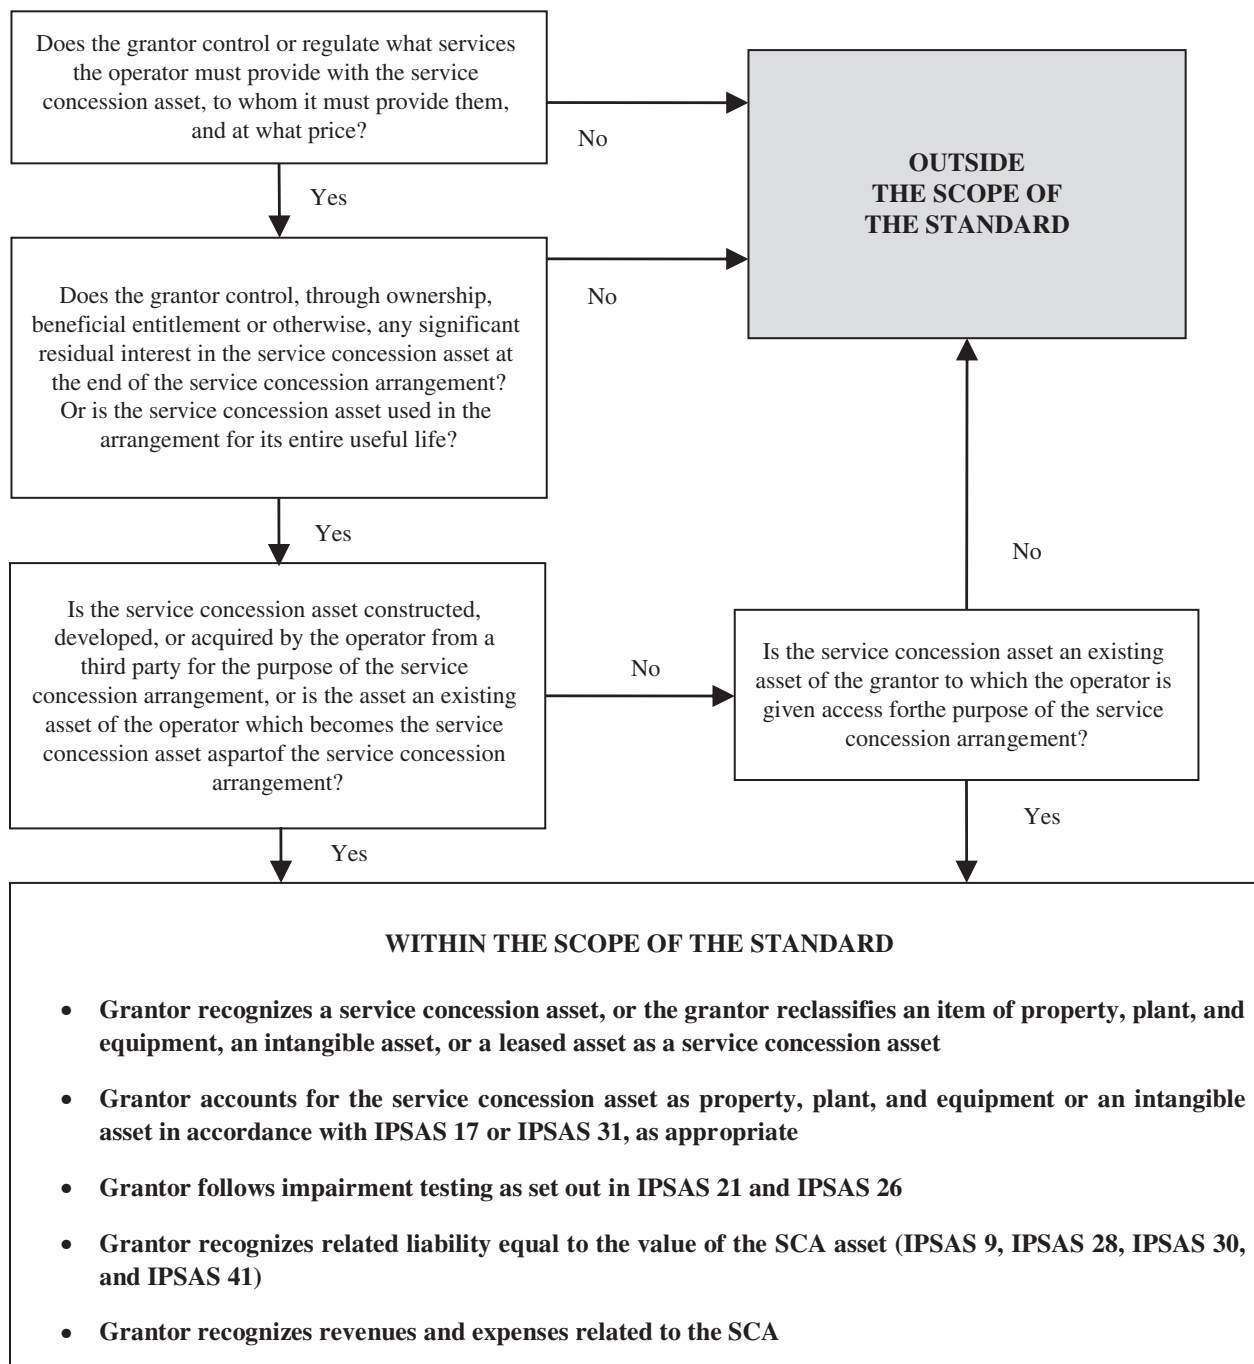 Does the grantor control or regulate what services
the operator must provide with the service
concession asset, to whom it must provide them,
and at what price?
No
OUTSIDE
THE SCOPE OF
THE STANDARD
Yes
Does the grantor control, through ownership,
beneficial entitlement or otherwise, any significant
residual interest in the service concession asset at
the end of the service concession arrangement?
Or is the service concession asset used in the
arrangement for its entire useful life?
No
Yes
Is the service concession asset constructed,
developed, or acquired by the operator from a
third party for the purpose of the service
concession arrangement, or is the asset an existing
asset of the operator which becomes the service
concession asset aspartof the service concession
arrangement?
No
No
Is the service concession asset an existing
asset of the grantor to which the operator is
given access forthe purpose of the service
concession arrangement?
Yes
Yes
WITHIN THE SCOPE OF THE STANDARD
• Grantor recognizes a service concession asset, or the grantor reclassifies an item of property, plant, and
equipment, an intangible asset, or a leased asset as a service concession asset
• Grantor accounts for the service concession asset as property, plant, and equipment or an intangible
asset in accordance with IPSAS 17 or IPSAS 31, as appropriate
• Grantor follows impairment testing as set out in IPSAS 21 and IPSAS 26
• Grantor recognizes related liability equal to the value of the SCA asset (IPSAS 9, IPSAS 28, IPSAS 30,
and IPSAS 41)
• Grantor recognizes revenues and expenses related to the SCA